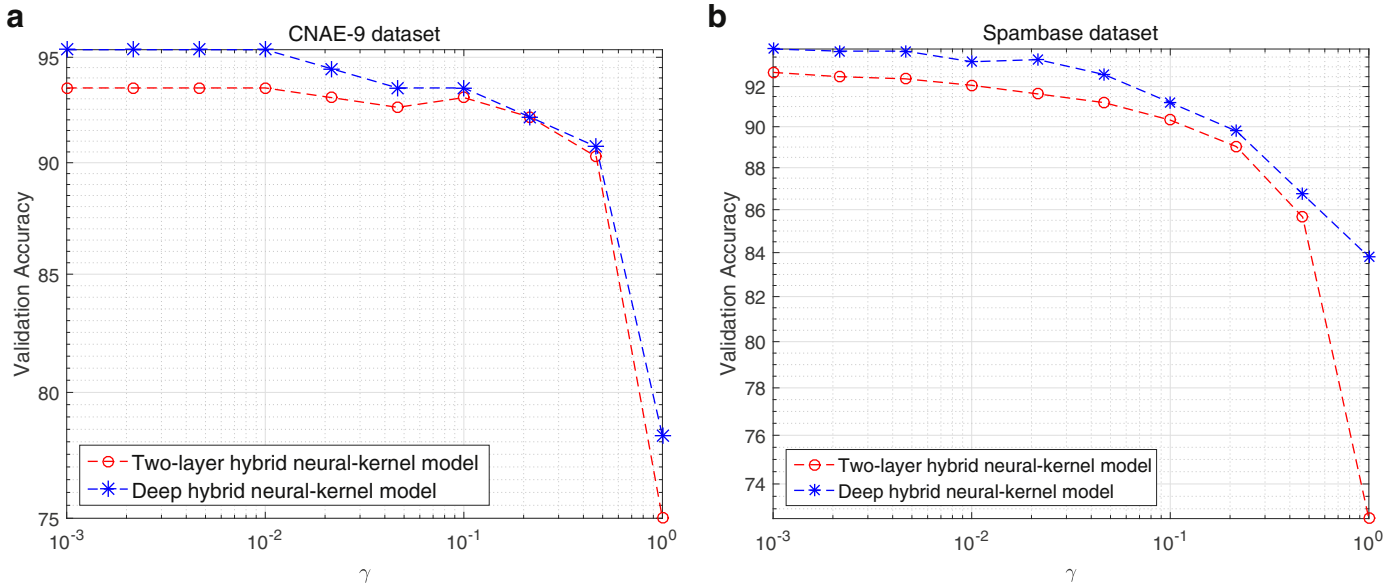 a
CNAE-9 dataset
95
90
85
80
75
Validation Accuracy
Two-layer hybrid neural-kernel model
Deep hybrid neural-kernel model
10^-3
10^-2
10^-1
10^0
γ
b
Spambase dataset
92
90
88
86
84
82
80
78
76
74
Validation Accuracy
Two-layer hybrid neural-kernel model
Deep hybrid neural-kernel model
10^-3
10^-2
10^-1
10^0
γ